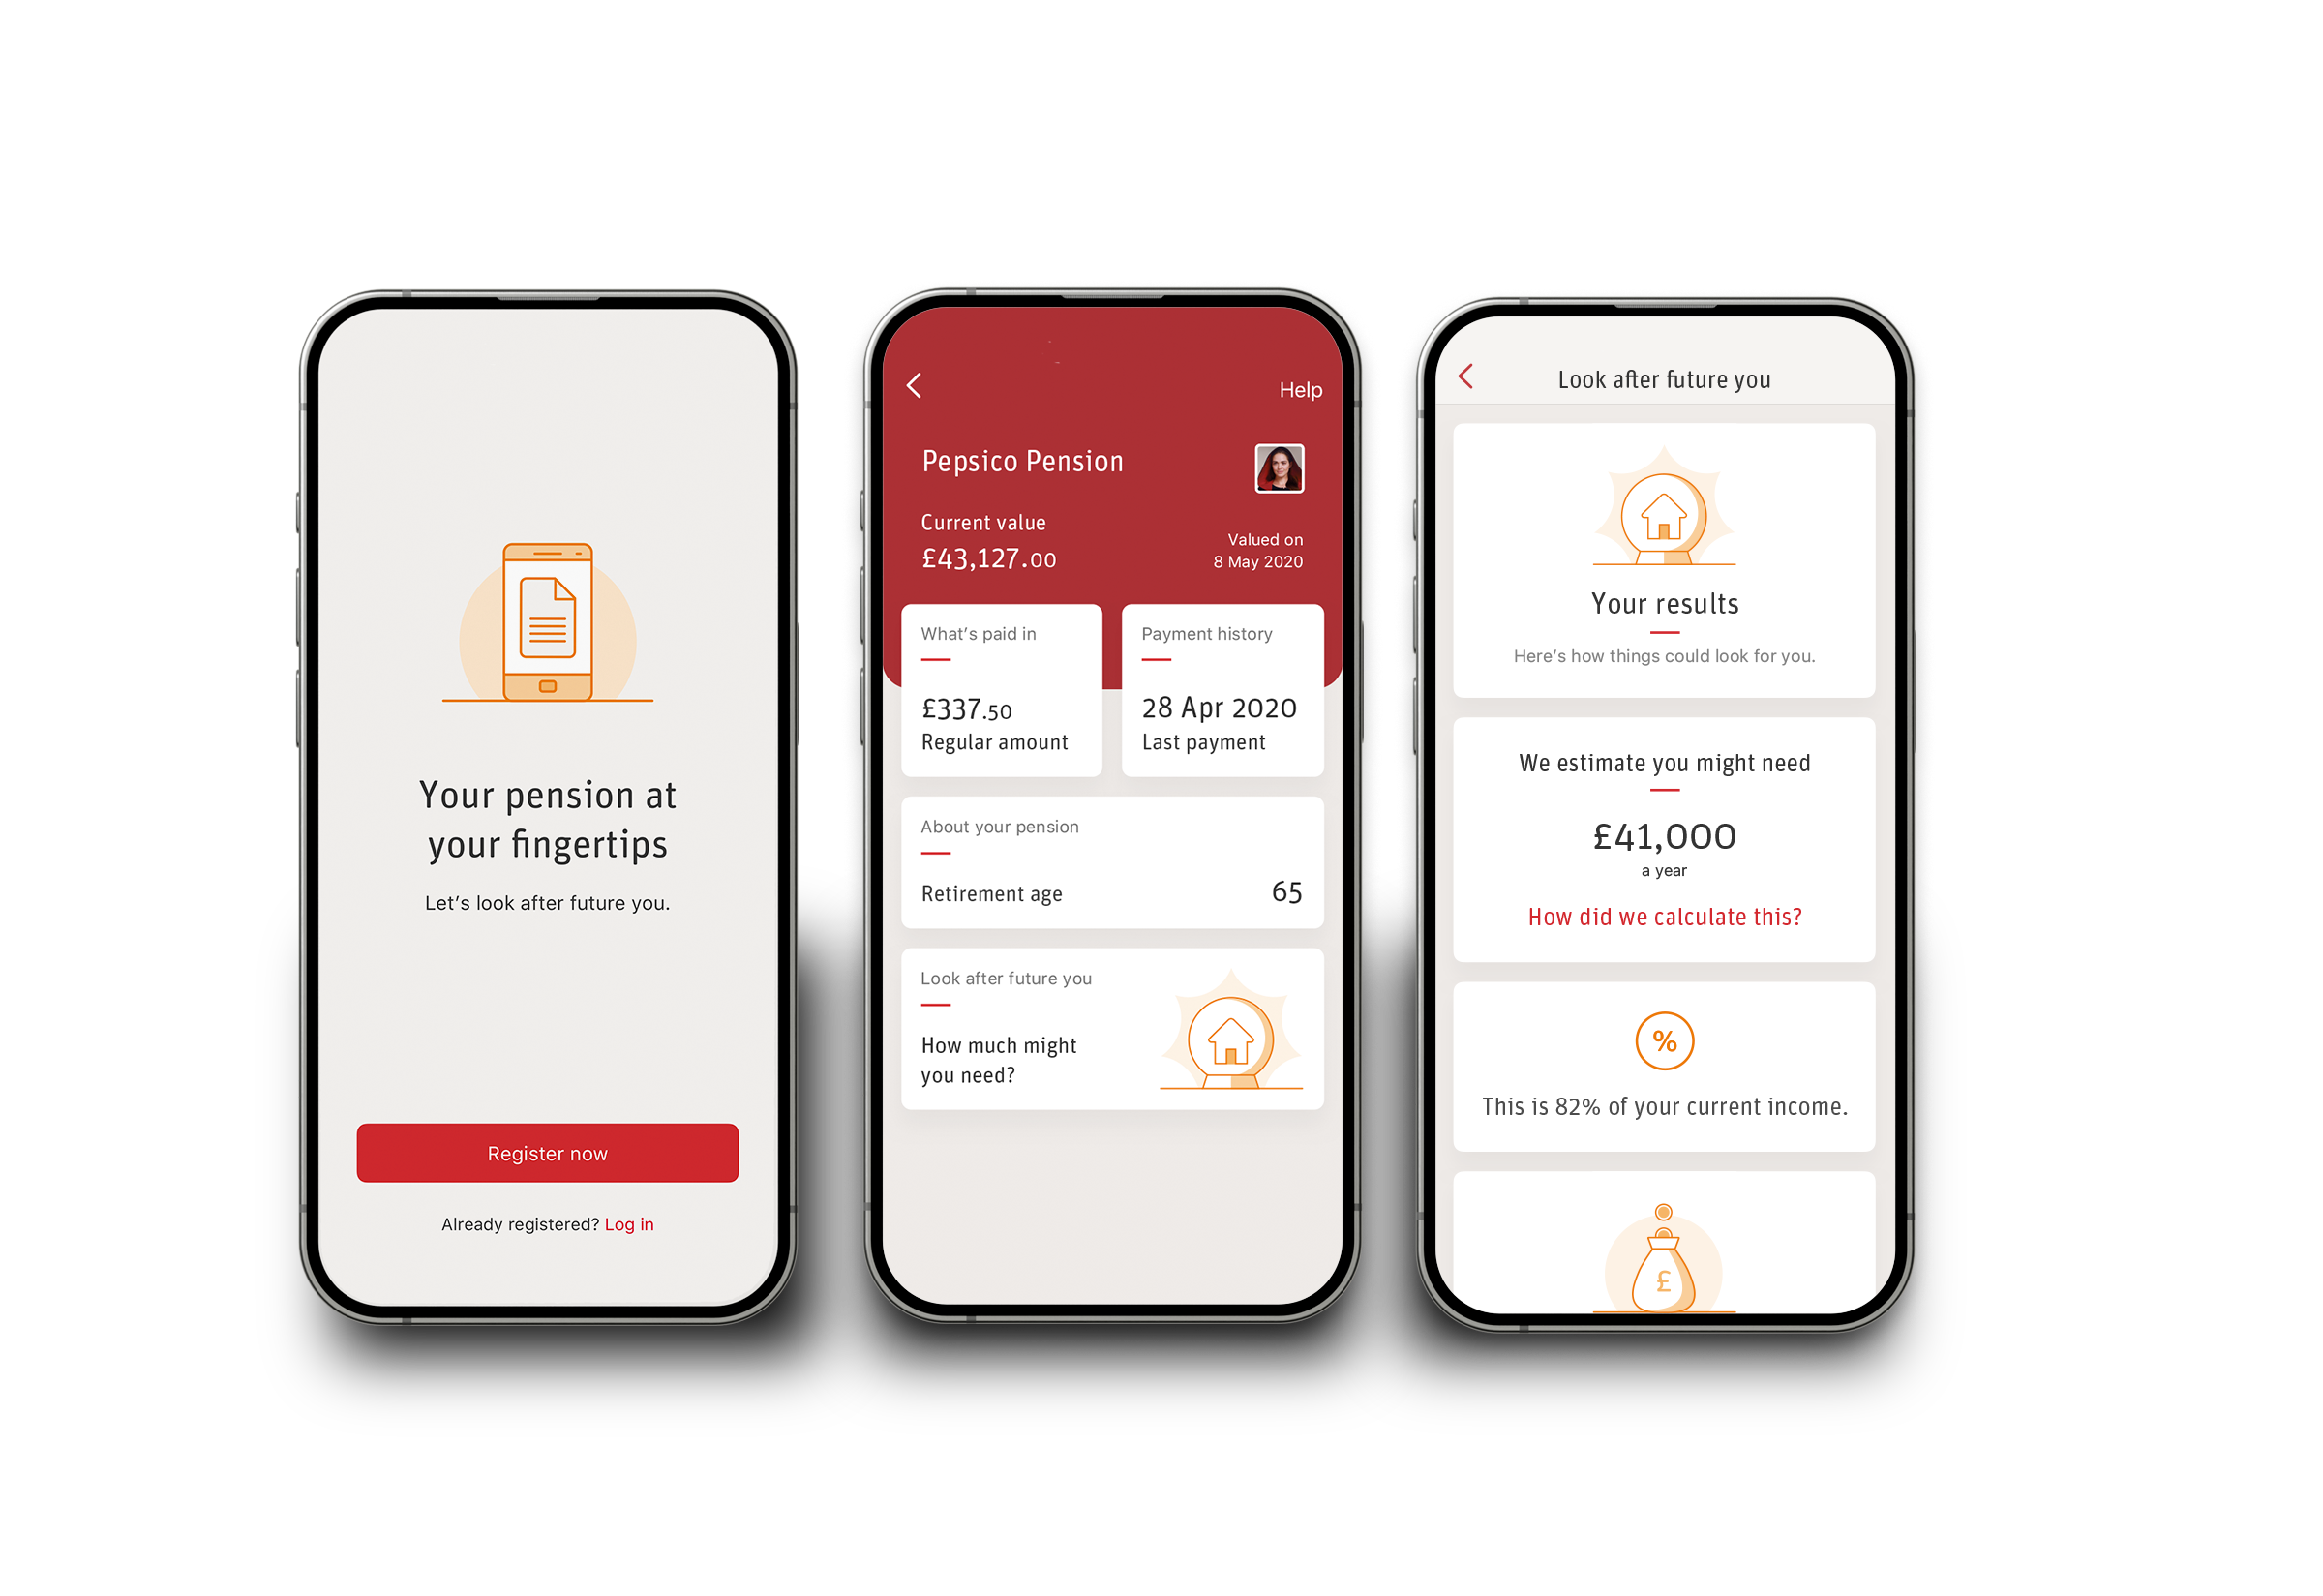 Your pension at
your fingertips
Let's look after future you.
Register now
Already registered? Log in
Help
Pepsico Pension
Current value
£43,127.00
Valued on
8 May 2020
What's paid in
£337.50
Regular amount
Payment history
28 Apr 2020
Last payment
About your pension
Retirement age 65
Look after future you
How much might
you need?
Look after future you
Your results
Here's how things could look for you.
We estimate you might need
£41,000
a year
How did we calculate this?
%
This is 82% of your current income.
£